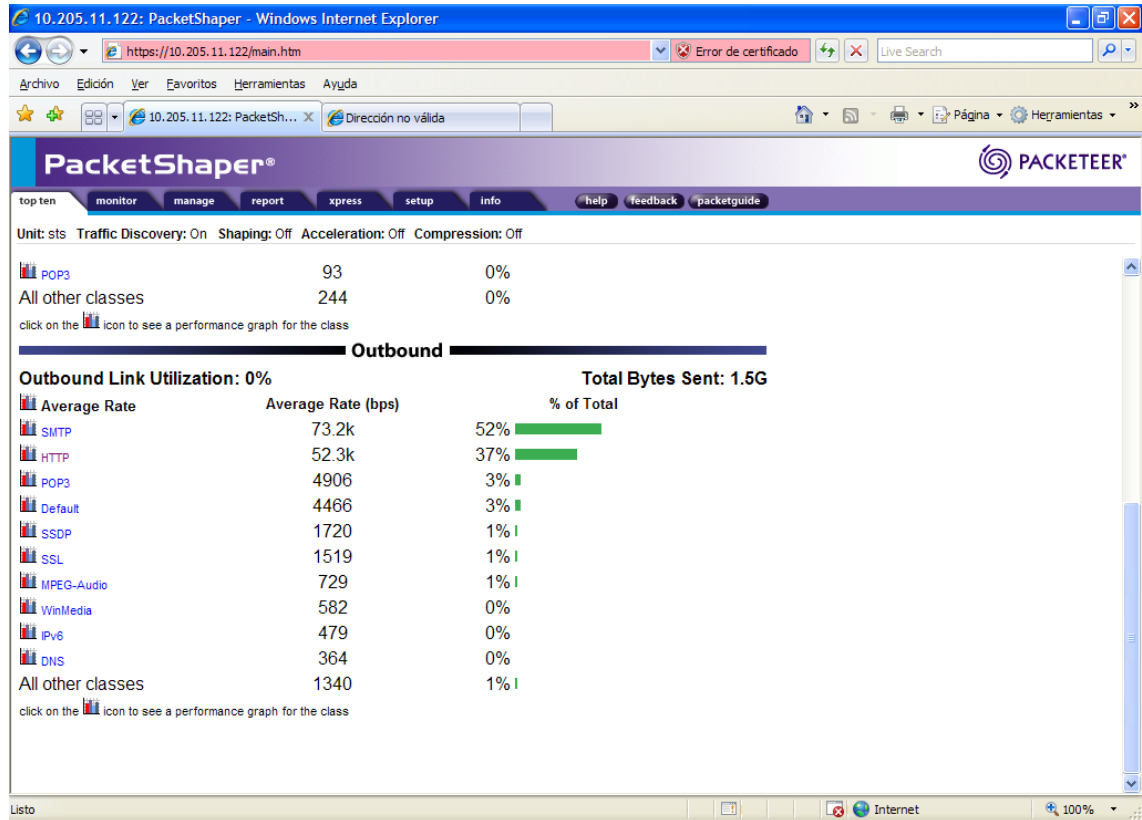 10.205.11.122: PacketShaper - Windows Internet Explorer
https://10.205.11.122/main.htm Error de certificado Live Search
Archivo Edición Ver Favoritos Herramientas Ayuda
10.205.11.122: PacketSh... Dirección no válida Página Herramientas
PacketShaper® PACKETEER®
top ten monitor manage report xpress setup info help feedback packetguide
Unit: sts Traffic Discovery: On Shaping: Off Acceleration: Off Compression: Off
POP3 93 0%
All other classes 244 0%
click on the icon to see a performance graph for the class
Outbound
Outbound Link Utilization: 0% Total Bytes Sent: 1.5G
Average Rate Average Rate (bps) % of Total
SMTP 73.2k 52%
HTTP 52.3k 37%
POP3 4906 3%
Default 4466 3%
SSDP 1720 1%
SSL 1519 1%
MPEG-Audio 729 1%
WinMedia 582 0%
IPv6 479 0%
DNS 364 0%
All other classes 1340 1%
click on the icon to see a performance graph for the class
Listo Internet 100%